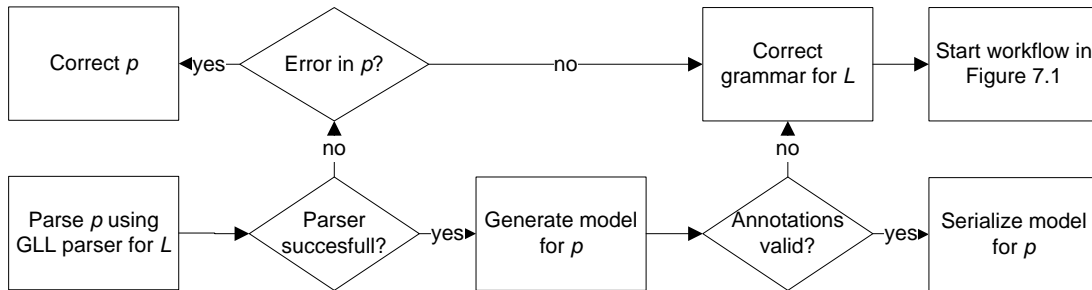 Correct p
yes
Error in p?
no
Correct
grammar for L
Start workflow in
Figure 7.1
no
no
Parse p using
GLL parser for L
Parser
succesfull?
yes
Generate model
for p
Annotations
valid?
yes
Serialize model
for p